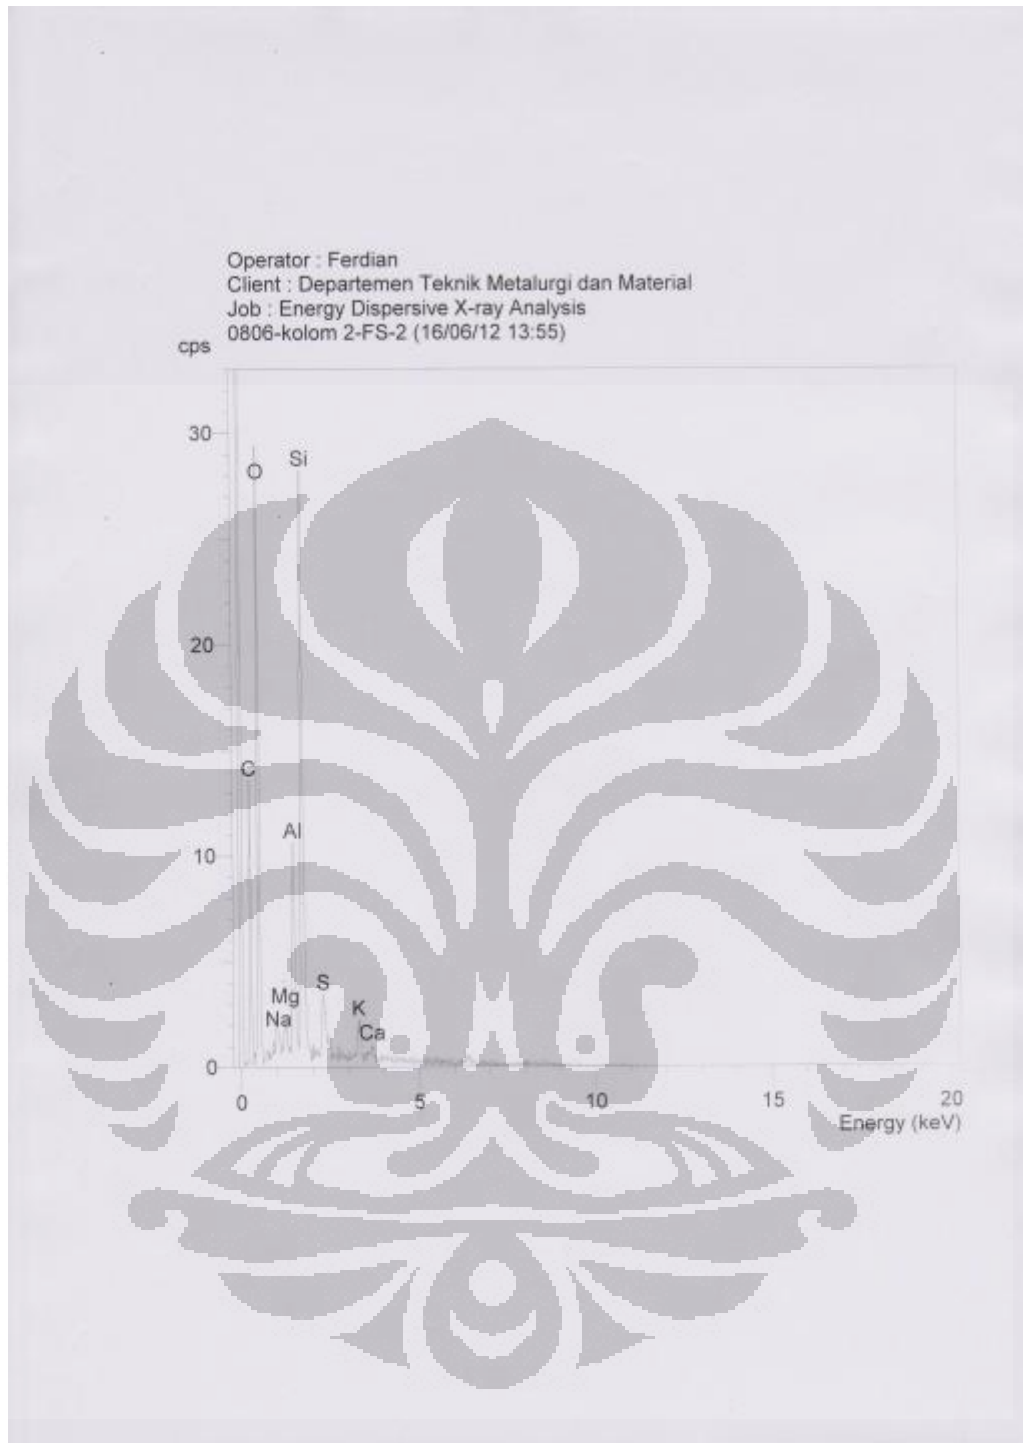 Operator : Ferdian
Client : Departemen Teknik Metalurgi dan Material
Job : Energy Dispersive X-ray Analysis
0806-kolom 2-FS-2 (16/06/12 13:55)
cps
30
O
Si
20
C
Al
10
S
Mg
K
Na
Ca
0
0 5 10 15 20
Energy (keV)